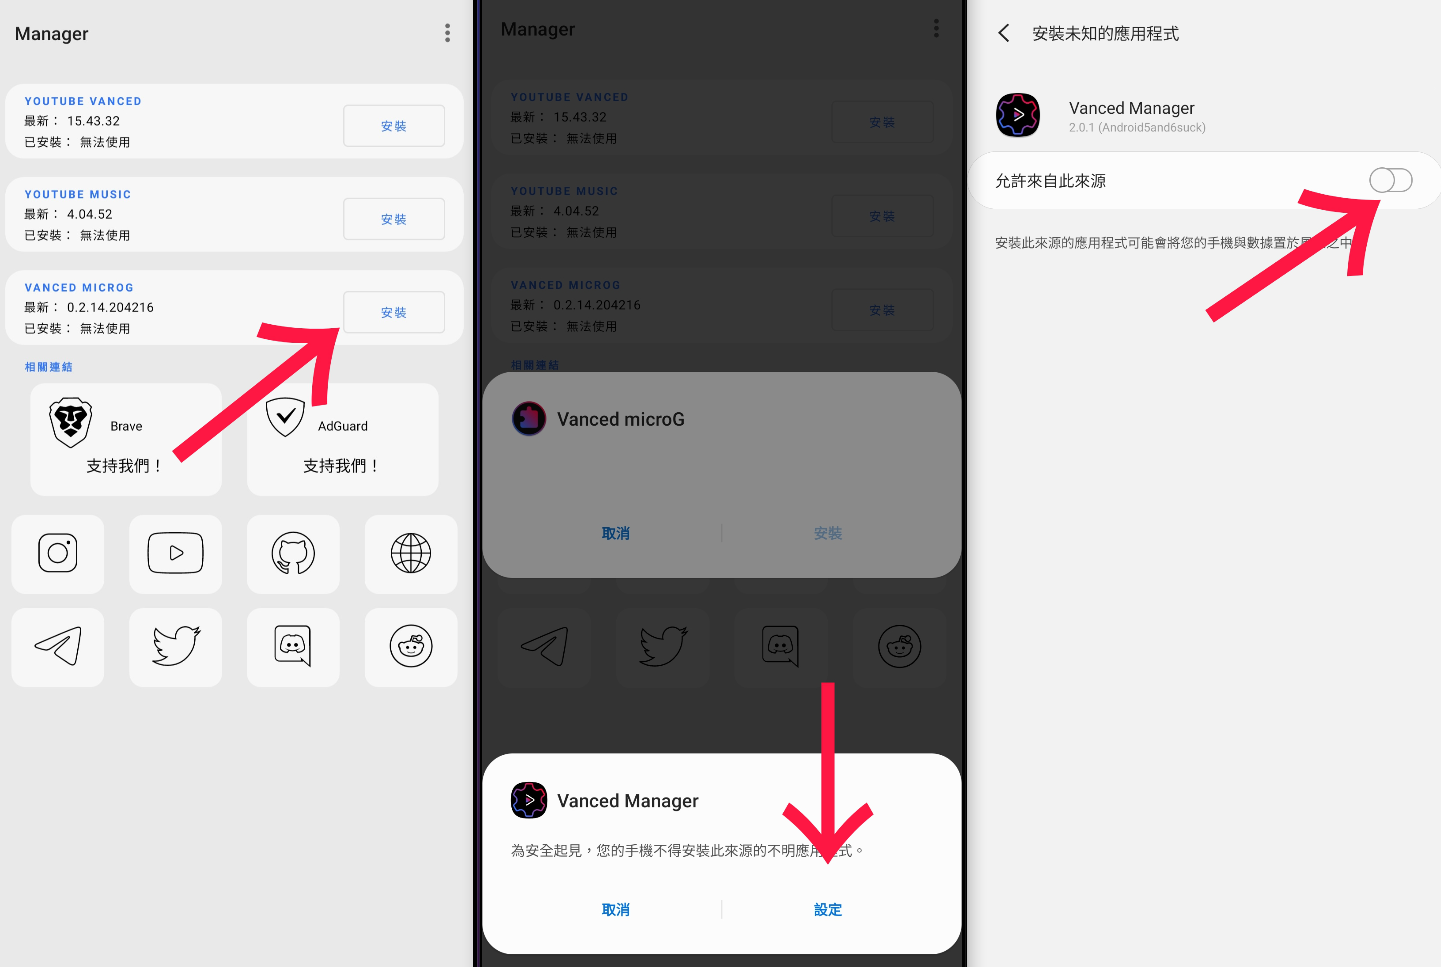 Manager
YOUTUBE VANCED
最新： 15.43.32
已安裝： 無法使用
安裝
YOUTUBE MUSIC
最新： 4.04.52
已安裝： 無法使用
安裝
VANCED MICROG
最新： 0.2.14.204216
已安裝： 無法使用
安裝
相關連結
Brave
支持我們！
AdGuard
支持我們！
Manager
YOUTUBE VANCED
最新： 15.43.32
已安裝： 無法使用
安裝
YOUTUBE MUSIC
最新： 4.04.52
已安裝： 無法使用
安裝
VANCED MICROG
最新： 0.2.14.204216
已安裝： 無法使用
安裝
相關連結
Vanced microG
取消
安裝
Vanced Manager
為安全起見，您的手機不得安裝此來源的不明應用程式。
取消
設定
安裝未知的應用程式
Vanced Manager
2.0.1 (Android5and6suck)
允許來自此來源
安裝此來源的應用程式可能會將您的手機與數據置於之中